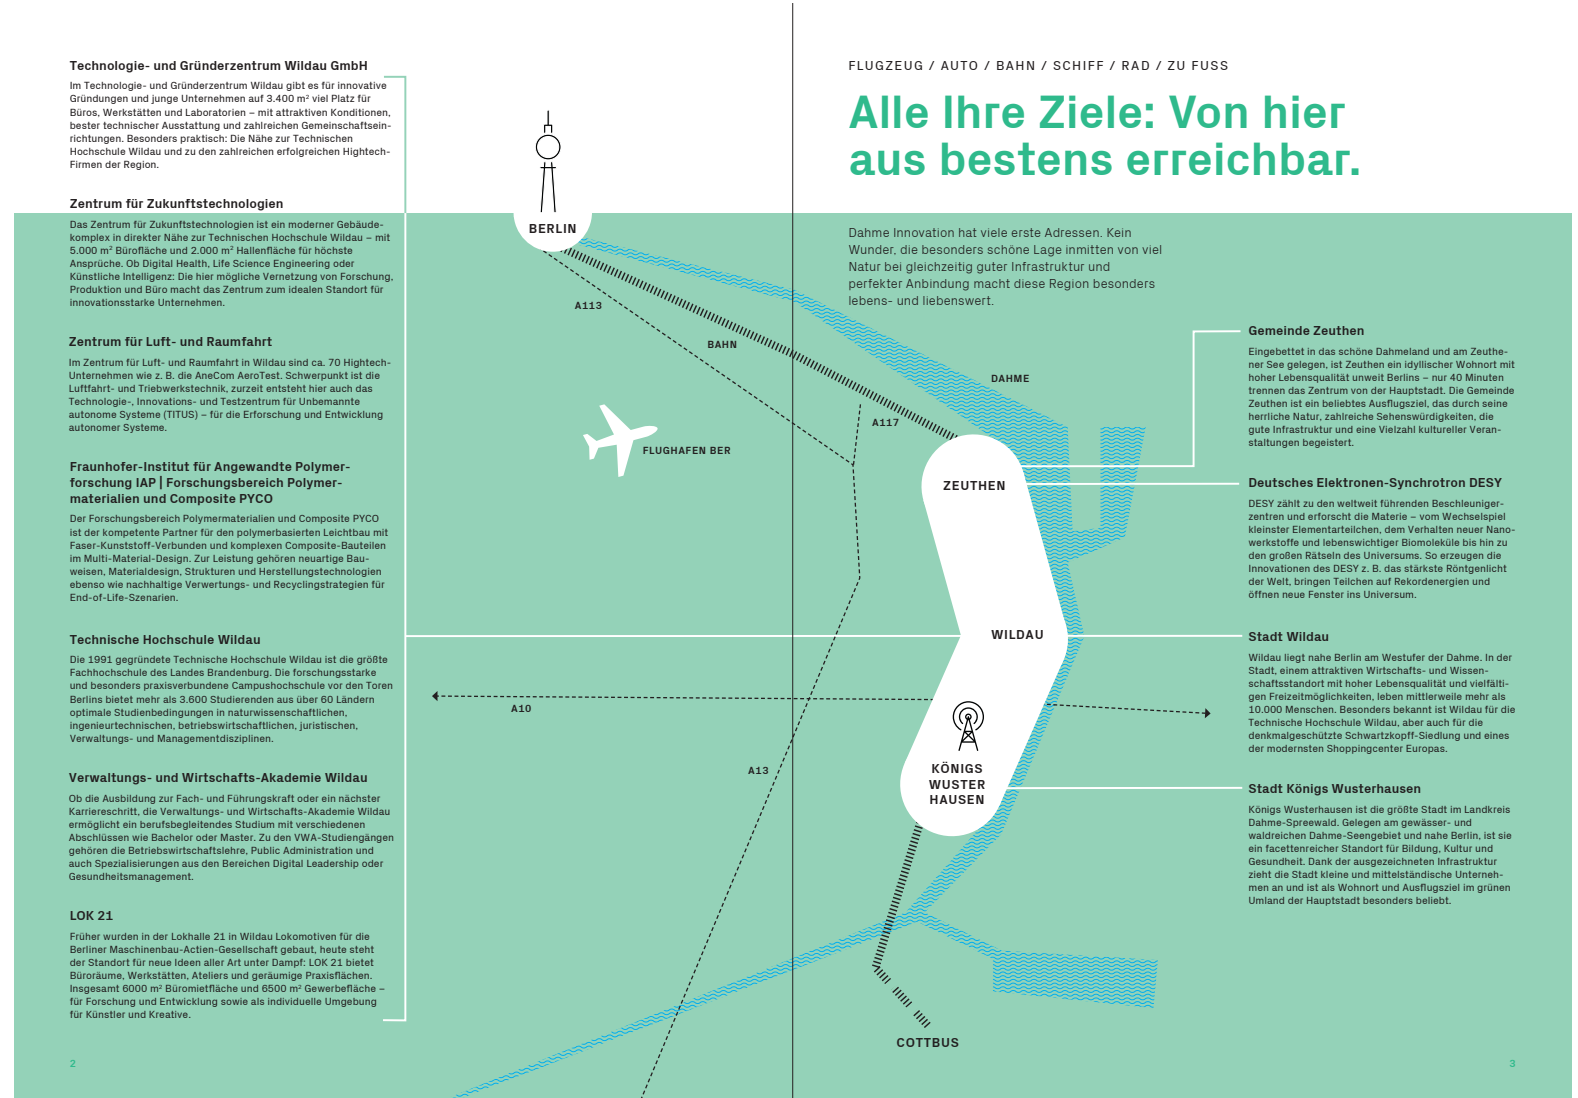 Technologie- und Gründerzentrum Wildau GmbH
Im Technologie- und Gründerzentrum Wildau gibt es für innovative
Gründungen und junge Unternehmen auf 3.400 m² viel Platz für
Büros, Werkstätten und Laboratorien – mit attraktiven Konditionen,
bester technischer Ausstattung und zahlreichen Gemeinschaftsein-
richtungen. Besonders praktisch: Die Nähe zur Technischen
Hochschule Wildau und zu den zahlreichen erfolgreichen Hightech-
Firmen der Region.
Zentrum für Zukunftstechnologien
Das Zentrum für Zukunftstechnologien ist ein moderner Gebäude-
komplex in direkter Nähe zur Technischen Hochschule Wildau – mit
5.000 m² Bürofläche und 2.000 m² Hallenfläche für höchste
Ansprüche. Ob Digital Health, Life Science Engineering oder
Künstliche Intelligenz: Die hier mögliche Vernetzung von Forschung,
Produktion und Büro macht das Zentrum zum idealen Standort für
innovationsstarke Unternehmen.
Zentrum für Luft- und Raumfahrt
Im Zentrum für Luft- und Raumfahrt in Wildau sind ca. 70 Hightech-
Unternehmen wie z. B. die AneCom AeroTest. Schwerpunkt ist die
Luftfahrt- und Triebwerkstechnik, zurzeit entsteht hier auch das
Technologie-, Innovations- und Testzentrum für Unbemannte
autonome Systeme (TITUS) – für die Erforschung und Entwicklung
autonomer Systeme.
Fraunhofer-Institut für Angewandte Polymer-
forschung IAP | Forschungsbereich Polymer-
materialien und Composite PYCO
Der Forschungsbereich Polymermaterialien und Composite PYCO
ist der kompetente Partner für den polymerbasierten Leichtbau mit
Faser-Kunststoff-Verbunden und komplexen Composite-Bauteilen
im Multi-Material-Design. Zur Leistung gehören neuartige Bau-
weisen, Materialdesign, Strukturen und Herstellungstechnologien
ebenso wie nachhaltige Verwertungs- und Recyclingstrategien für
End-of-Life-Szenarien.
Technische Hochschule Wildau
Die 1991 gegründete Technische Hochschule Wildau ist die größte
Fachhochschule des Landes Brandenburg. Die forschungsstarke
und besonders praxisverbundene Campushochschule vor den Toren
Berlins bietet mehr als 3.600 Studierenden aus über 60 Ländern
optimale Studienbedingungen in naturwissenschaftlichen,
ingenieurtechnischen, betriebswirtschaftlichen, juristischen,
Verwaltungs- und Managementdisziplinen.
Verwaltungs- und Wirtschafts-Akademie Wildau
Ob die Ausbildung zur Fach- und Führungskraft oder ein nächster
Karriereschritt, die Verwaltungs- und Wirtschafts-Akademie Wildau
ermöglicht ein berufsbegleitendes Studium mit verschiedenen
Abschlüssen wie Bachelor oder Master. Zu den VWA-Studiengängen
gehören die Betriebswirtschaftslehre, Public Administration und
auch Spezialisierungen aus den Bereichen Digital Leadership oder
Gesundheitsmanagement.
LOK 21
Früher wurden in der Lokhalle 21 in Wildau Lokomotiven für die
Berliner Maschinenbau-Actien-Gesellschaft gebaut, heute steht
der Standort für neue Ideen aller Art unter Dampf: LOK 21 bietet
Büroräume, Werkstätten, Ateliers und geräumige Praxisflächen.
Insgesamt 6000 m² Büromietfläche und 6500 m² Gewerbefläche –
für Forschung und Entwicklung sowie als individuelle Umgebung
für Künstler und Kreative.
2
BERLIN
A113
BAHN
FLUGHAFEN BER
A10
A13
FLUGZEUG / AUTO / BAHN / SCHIFF / RAD / ZU FUSS
Alle Ihre Ziele: Von hier
aus bestens erreichbar.
Dahme Innovation hat viele erste Adressen. Kein
Wunder, die besonders schöne Lage inmitten von viel
Natur bei gleichzeitig guter Infrastruktur und
perfekter Anbindung macht diese Region besonders
lebens- und liebenswert.
DAHME
A117
ZEUTHEN
WILDAU
KÖNIGS
WUSTER
HAUSEN
COTTBUS
Gemeinde Zeuthen
Eingebettet in das schöne Dahmeland und am Zeuthe-
ner See gelegen, ist Zeuthen ein idyllischer Wohnort mit
hoher Lebensqualität unweit Berlins – nur 40 Minuten
trennen das Zentrum von der Hauptstadt. Die Gemeinde
Zeuthen ist ein beliebtes Ausflugsziel, das durch seine
herrliche Natur, zahlreiche Sehenswürdigkeiten, die
gute Infrastruktur und eine Vielzahl kultureller Veran-
staltungen begeistert.
Deutsches Elektronen-Synchrotron DESY
DESY zählt zu den weltweit führenden Beschleuniger-
zentren und erforscht die Materie – vom Wechselspiel
kleinster Elementarteilchen, dem Verhalten neuer Nano-
werkstoffe und lebenswichtiger Biomoleküle bis hin zu
den großen Rätseln des Universums. So erzeugen die
Innovationen des DESY z. B. das stärkste Röntgenlicht
der Welt, bringen Teilchen auf Rekordenergien und
öffnen neue Fenster ins Universum.
Stadt Wildau
Wildau liegt nahe Berlin am Westufer der Dahme. In der
Stadt, einem attraktiven Wirtschafts- und Wissen-
schaftsstandort mit hoher Lebensqualität und vielfälti-
gen Freizeitmöglichkeiten, leben mittlerweile mehr als
10.000 Menschen. Besonders bekannt ist Wildau für die
Technische Hochschule Wildau, aber auch für die
denkmalgeschützte Schwartzkopff-Siedlung und eines
der modernsten Shoppingcenter Europas.
Stadt Königs Wusterhausen
Königs Wusterhausen ist die größte Stadt im Landkreis
Dahme-Spreewald. Gelegen am gewässer- und
waldreichen Dahme-Seengebiet und nahe Berlin, ist sie
ein facettenreicher Standort für Bildung, Kultur und
Gesundheit. Dank der ausgezeichneten Infrastruktur
zieht die Stadt kleine und mittelständische Unterneh-
men an und ist als Wohnort und Ausflugsziel im grünen
Umland der Hauptstadt besonders beliebt.
3